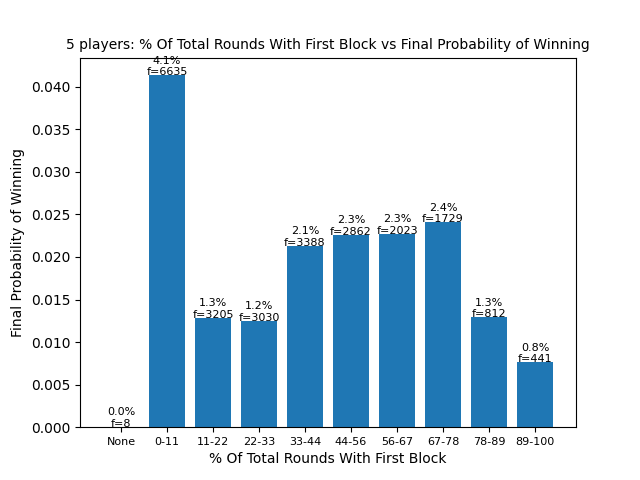 5 players: % Of Total Rounds With First Block vs Final Probability of Winning
Final Probability of Winning
0.040
0.035
0.030
0.025
0.020
0.015
0.010
0.005
0.000
0.0%
f=8
4.1%
f=6635
1.3%
f=3205
1.2%
f=3030
2.1%
f=3388
2.3%
f=2862
2.3%
f=2023
2.4%
f=1729
1.3%
f=812
0.8%
f=441
None 0-11 11-22 22-33 33-44 44-56 56-67 67-78 78-89 89-100
% Of Total Rounds With First Block